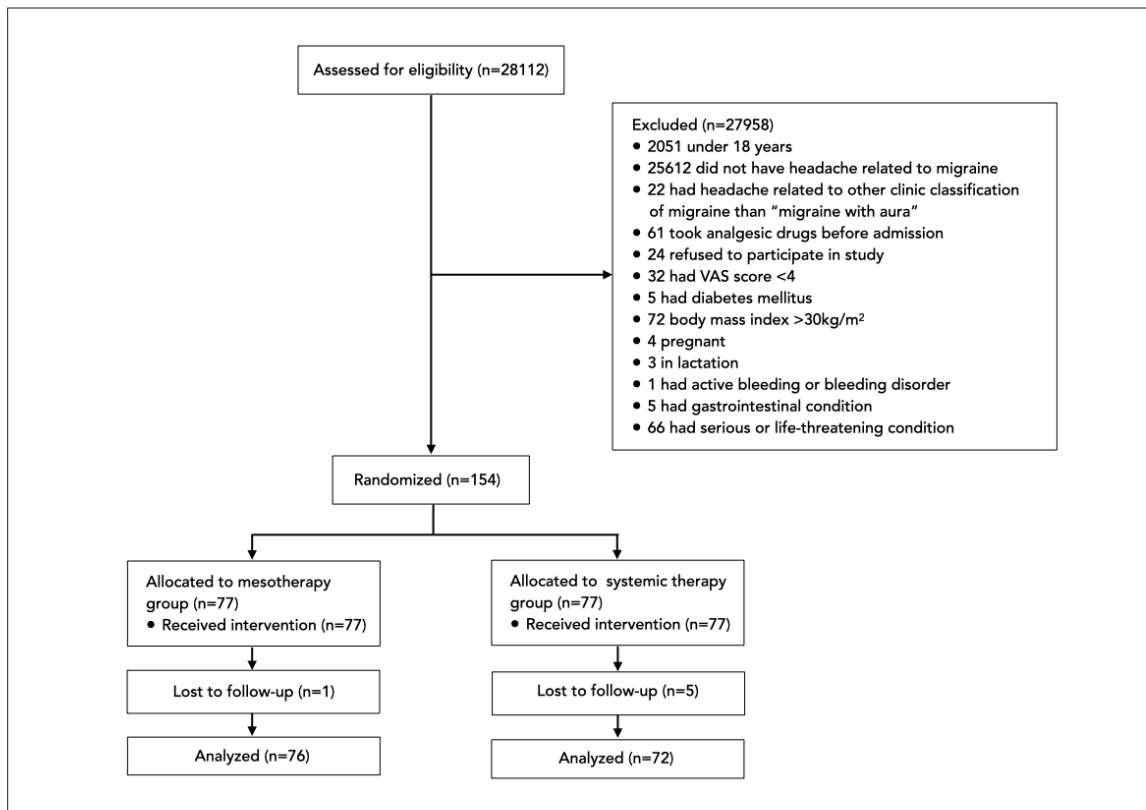 Assessed for eligibility (n=28112)
Excluded (n=27958)
• 2051 under 18 years
• 25612 did not have headache related to migraine
• 22 had headache related to other clinic classification
of migraine than “migraine with aura”
• 61 took analgesic drugs before admission
• 24 refused to participate in study
• 32 had VAS score <4
• 5 had diabetes mellitus
• 72 body mass index >30kg/m²
• 4 pregnant
• 3 in lactation
• 1 had active bleeding or bleeding disorder
• 5 had gastrointestinal condition
• 66 had serious or life-threatening condition
Randomized (n=154)
Allocated to mesotherapy
group (n=77)
• Received intervention (n=77)
Allocated to systemic therapy
group (n=77)
• Received intervention (n=77)
Lost to follow-up (n=1)
Lost to follow-up (n=5)
Analyzed (n=76)
Analyzed (n=72)